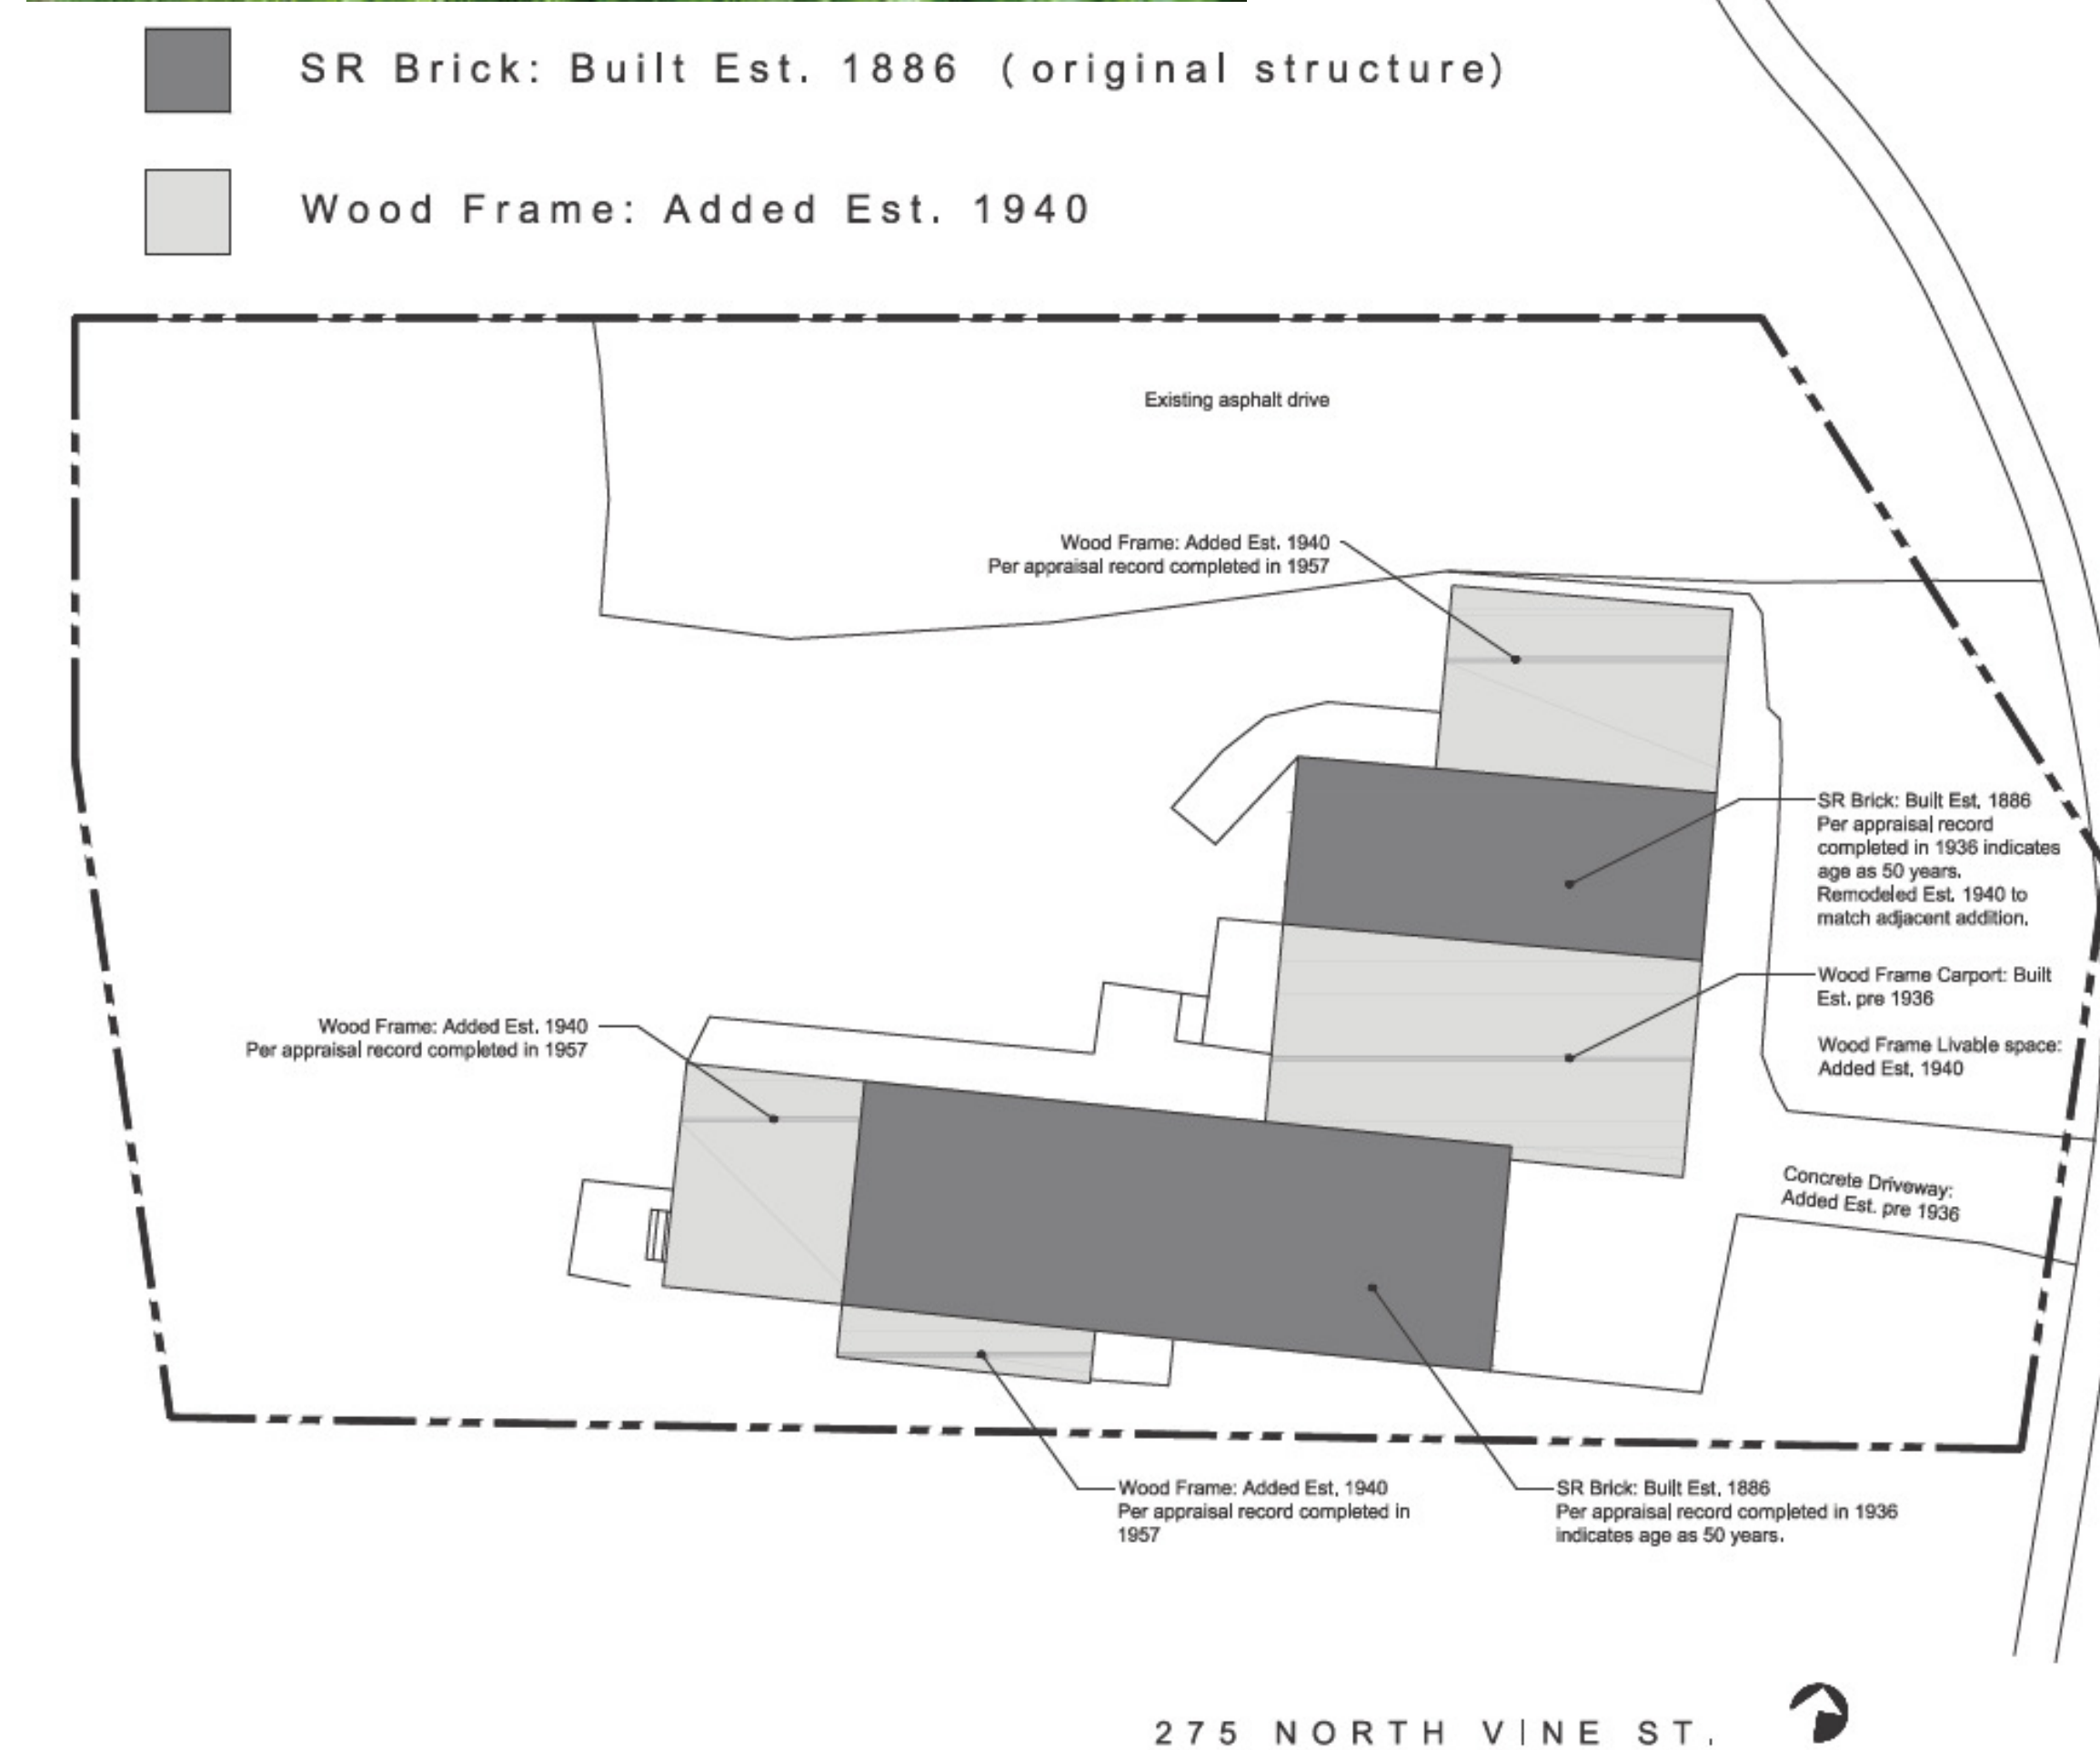 SR Brick: Built Est. 1886 (original structure)
Wood Frame: Added Est. 1940
Existing asphalt drive
Wood Frame: Added Est. 1940
Per appraisal record completed in 1957
SR Brick: Built Est. 1886
Per appraisal record
completed in 1936 indicates
age as 50 years.
Remodeled Est. 1940 to
match adjacent addition.
Wood Frame Carport: Built
Est. pre 1936
Wood Frame Livable space:
Added Est. 1940
Wood Frame: Added Est. 1940
Per appraisal record completed in 1957
Concrete Driveway:
Added Est. pre 1936
Wood Frame: Added Est. 1940
Per appraisal record completed in
1957
SR Brick: Built Est. 1886
Per appraisal record completed in 1936
indicates age as 50 years.
275 NORTH VINE ST.